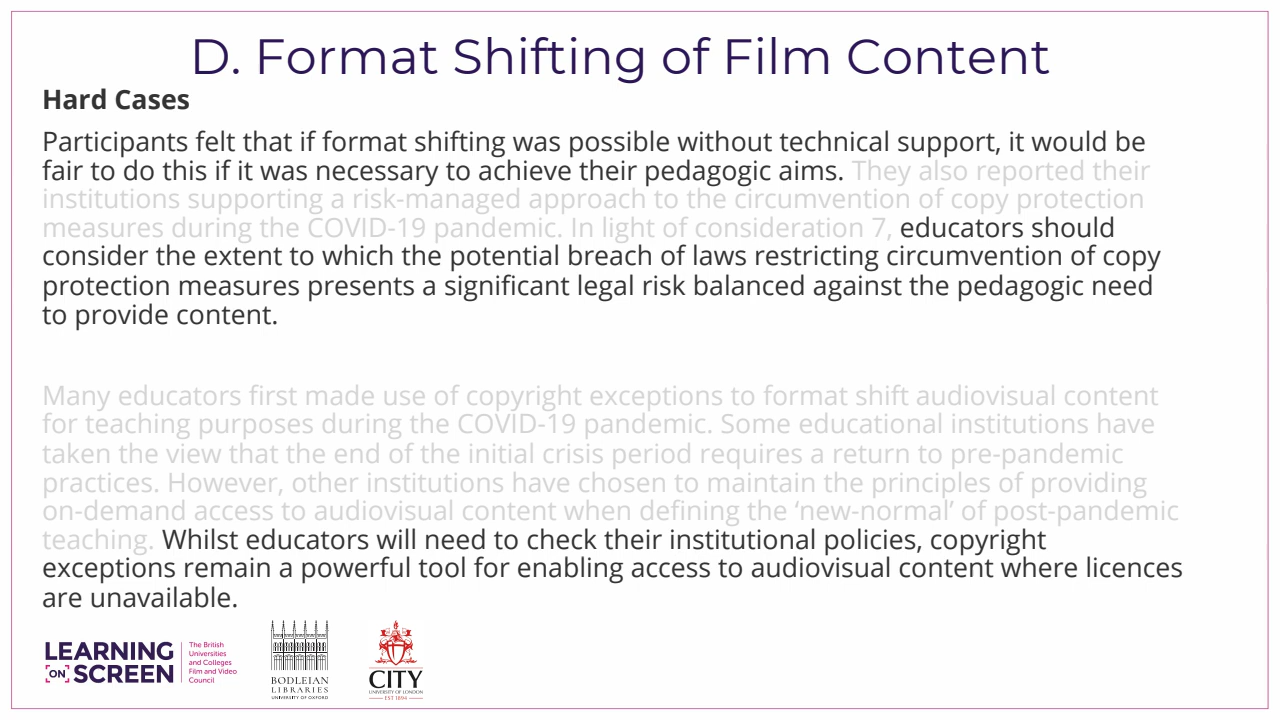 D. Format Shifting of Film Content
Hard Cases
Participants felt that if format shifting was possible without technical support, it would be
fair to do this if it was necessary to achieve their pedagogic aims. They also reported their
institutions supporting a risk-managed approach to the circumvention of copy protection
measures during the COVID-19 pandemic. In light of consideration 7, educators should
consider the extent to which the potential breach of laws restricting circumvention of copy
protection measures presents a significant legal risk balanced against the pedagogic need
to provide content.
Many educators first made use of copyright exceptions to format shift audiovisual content
for teaching purposes during the COVID-19 pandemic. Some educational institutions have
taken the view that the end of the initial crisis period requires a return to pre-pandemic
practices. However, other institutions have chosen to maintain the principles of providing
on-demand access to audiovisual content when defining the ‘new-normal’ of post-pandemic
teaching. Whilst educators will need to check their institutional policies, copyright
exceptions remain a powerful tool for enabling access to audiovisual content where licences
are unavailable.
LEARNING
ON SCREEN
The British
Universities
and Colleges
Film and Video
Council
BODLEIAN
LIBRARIES
UNIVERSITY OF OXFORD
CITY
UNIVERSITY OF LONDON
EST 1894